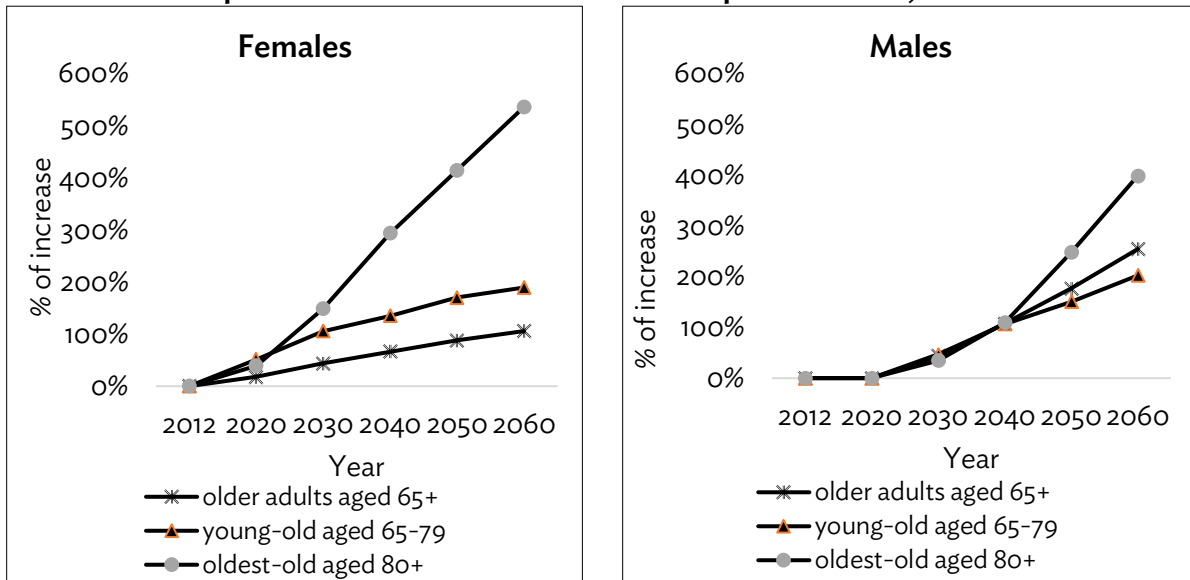 Females
600%
500%
400%
300%
200%
100%
0%
% of increase
2012 2020 2030 2040 2050 2060
Year
older adults aged 65+
young-old aged 65-79
oldest-old aged 80+
Males
600%
500%
400%
300%
200%
100%
0%
% of increase
2012 2020 2030 2040 2050 2060
Year
older adults aged 65+
young-old aged 65-79
oldest-old aged 80+